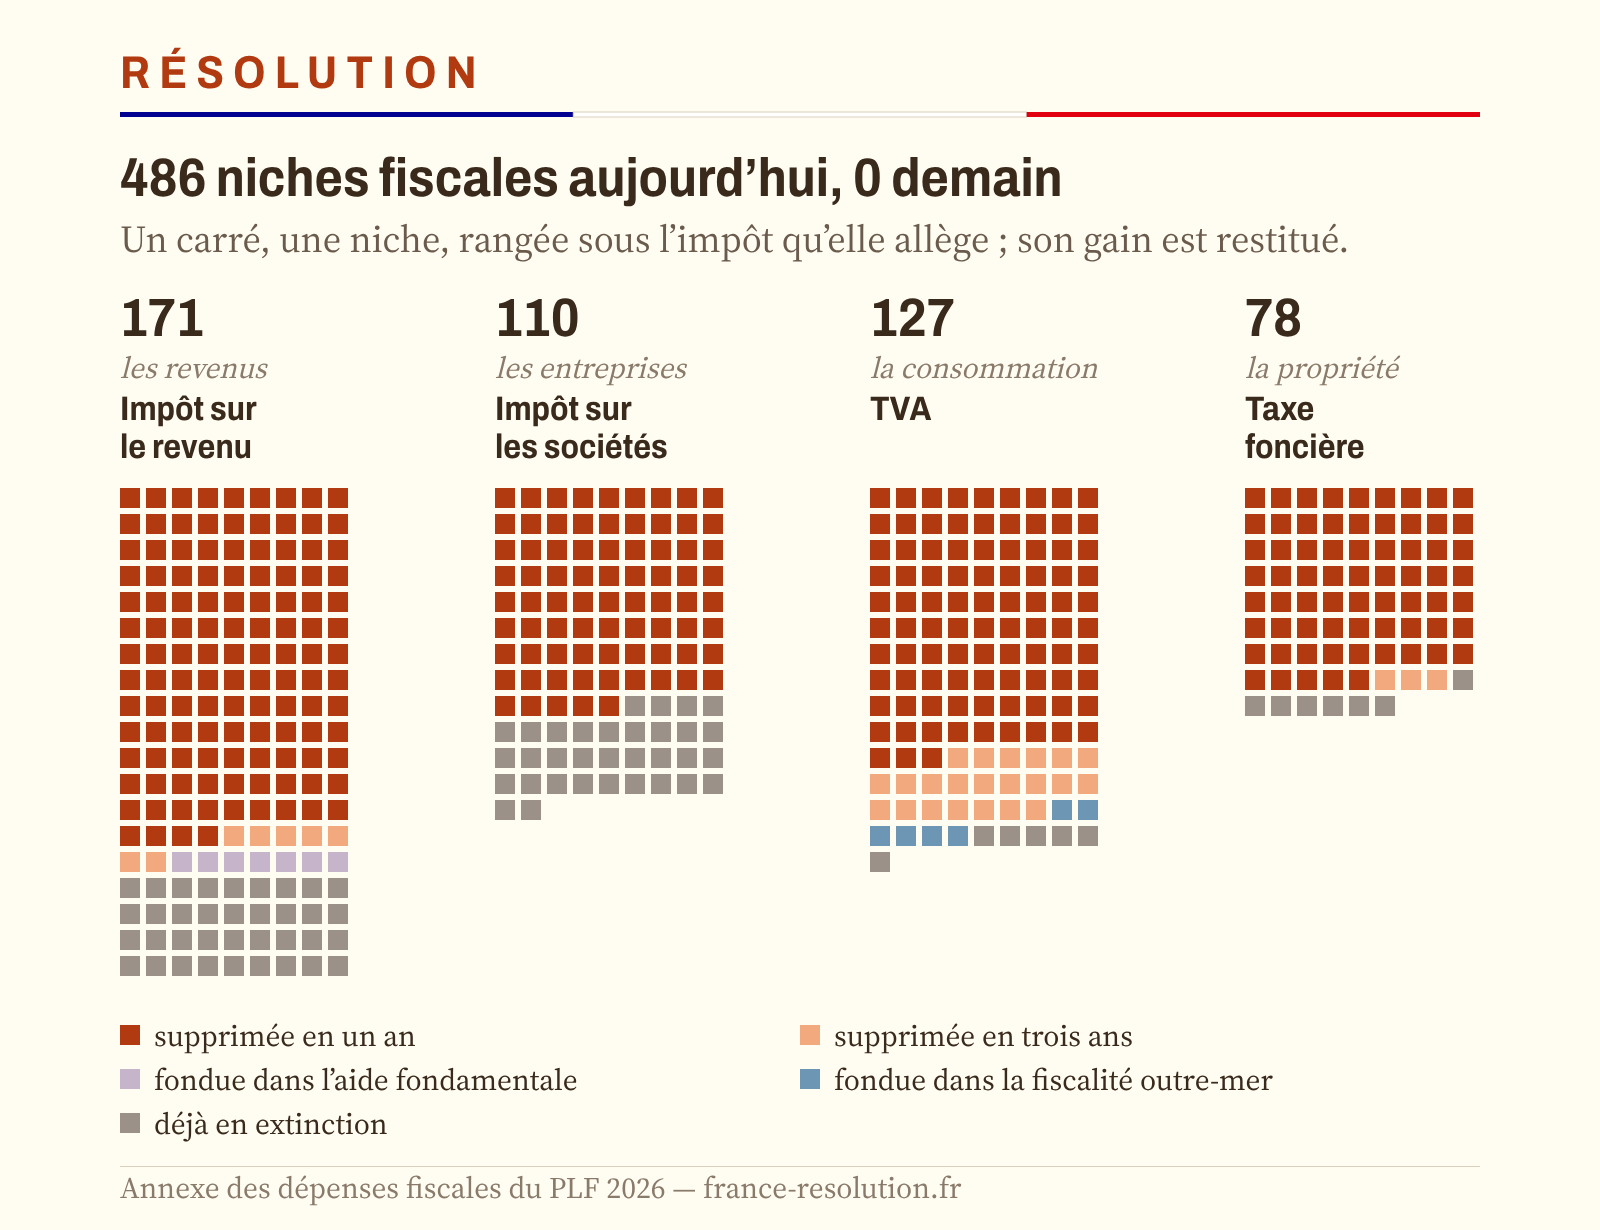 RÉSOLUTION
486 niches fiscales aujourd’hui, 0 demain
Un carré, une niche, rangée sous l’impôt qu’elle allège ; son gain est restitué.
171
les revenus
Impôt sur
le revenu
110
les entreprises
Impôt sur
les sociétés
127
la consommation
TVA
78
la propriété
Taxe
foncière
supprimée en un an
supprimée en trois ans
fondue dans l’aide fondamentale
fondue dans la fiscalité outre-mer
déjà en extinction
Annexe des dépenses fiscales du PLF 2026 — france-resolution.fr